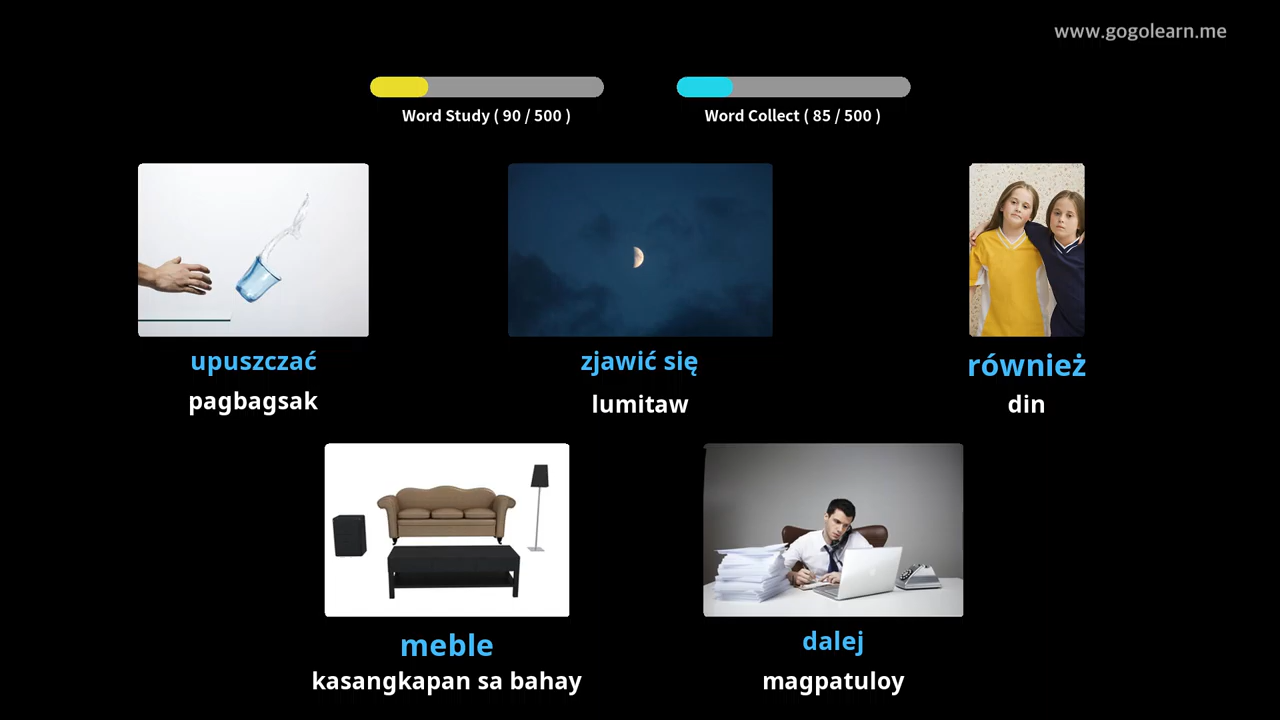 www.gogolearn.me
Word Study ( 90 / 500 )
Word Collect ( 85 / 500 )
upuszczać
pagbagsak
zjawić się
lumitaw
również
din
meble
kasangkapan sa bahay
dalej
magpatuloy